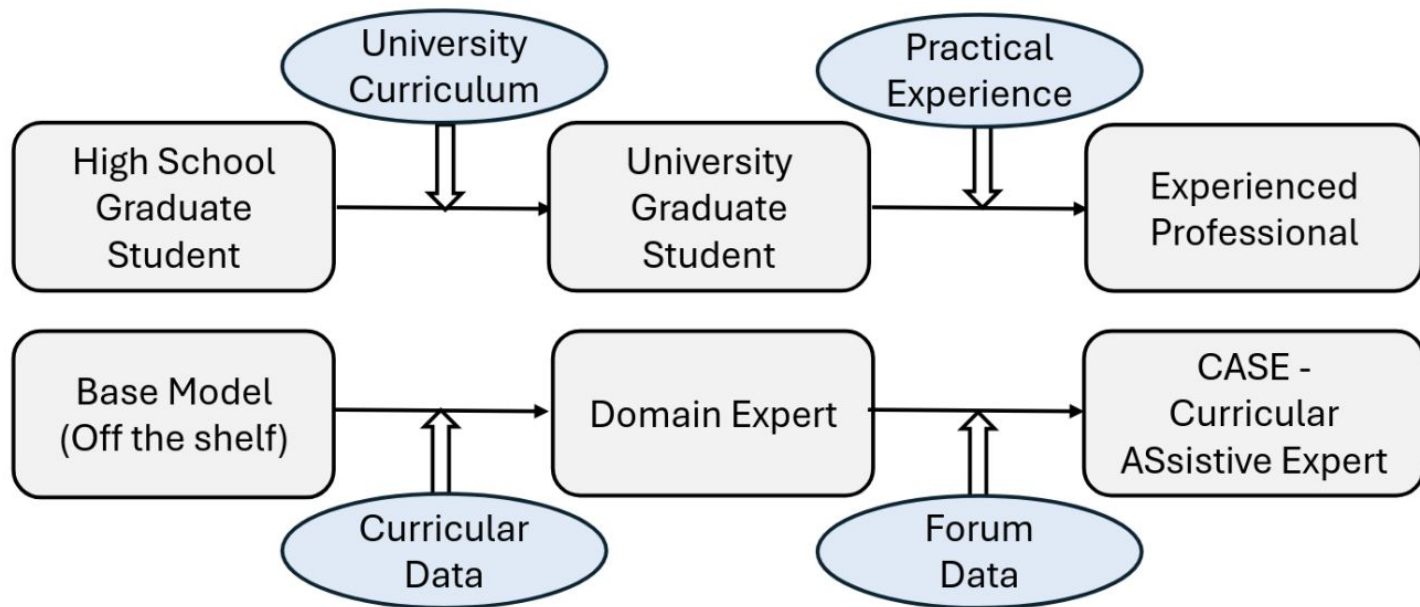 University
Curriculum
Practical
Experience
High School
Graduate
Student
University
Graduate
Student
Experienced
Professional
Base Model
(Off the shelf)
Domain Expert
CASE -
Curricular
ASsistive Expert
Curricular
Data
Forum
Data